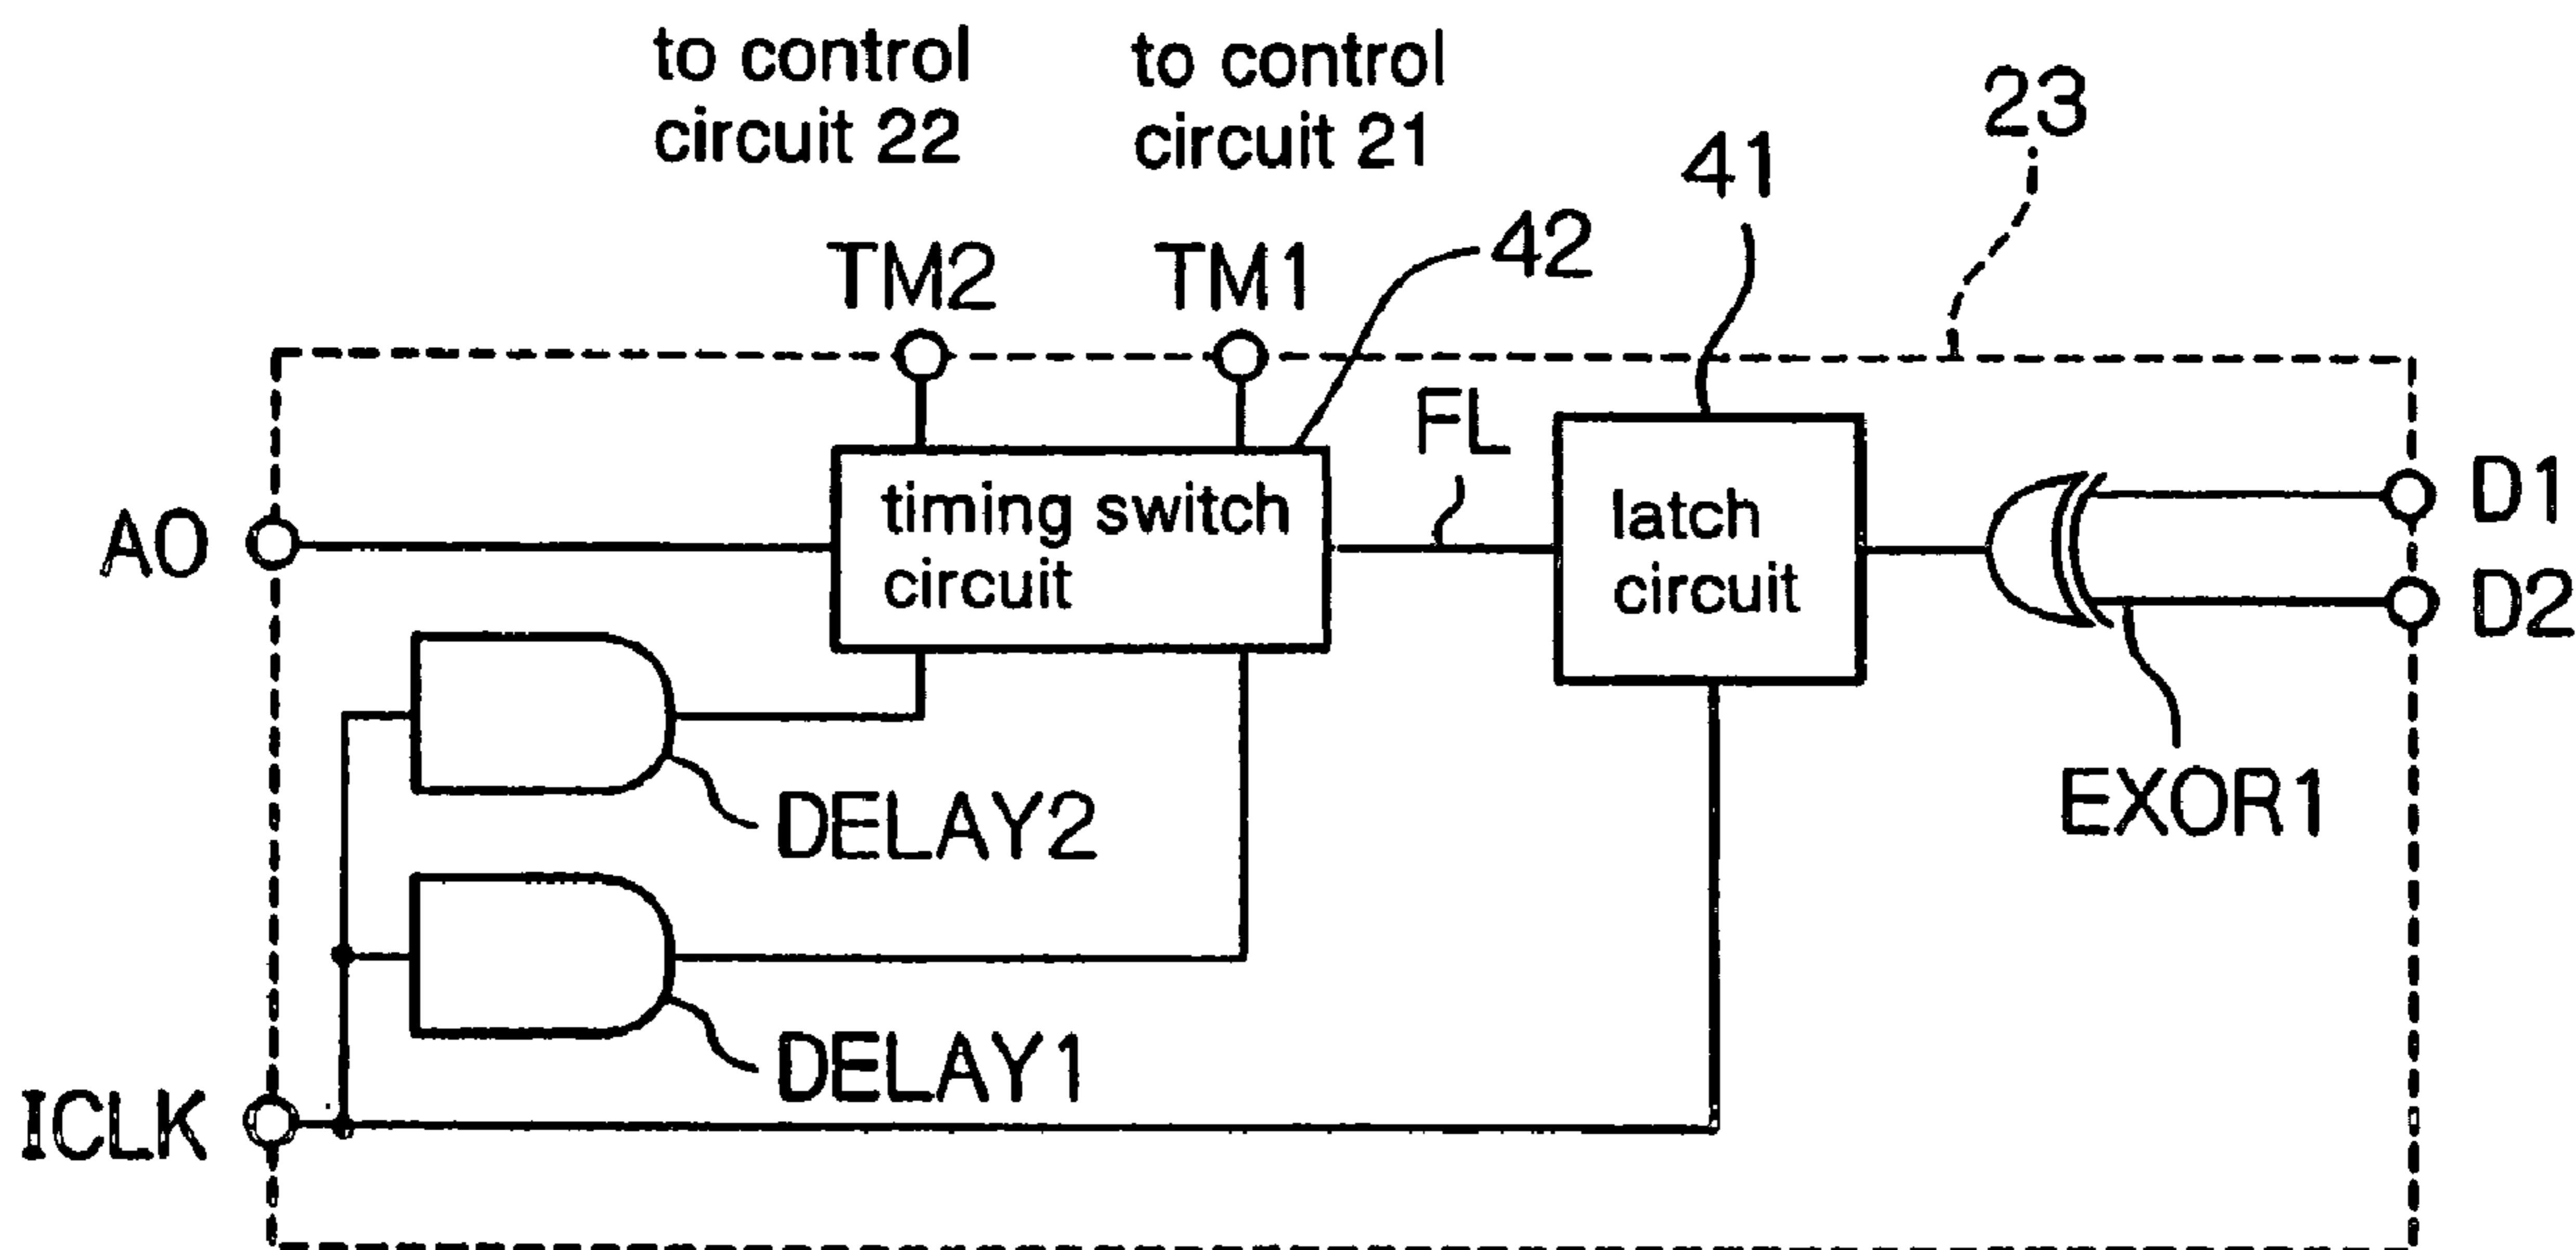 to control
circuit 22
to control
circuit 21
23
41
42
TM2
TM1
FL
A0
timing switch
circuit
latch
circuit
D1
D2
EXOR1
DELAY2
DELAY1
ICLK